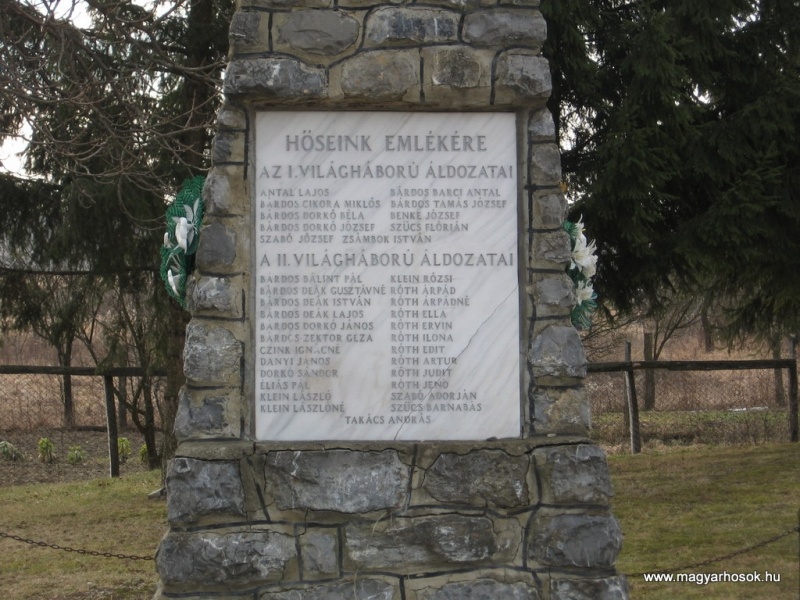 HŐSEINK EMLÉKÉRE
AZ I. VILÁGHÁBORÚ ÁLDOZATAI
ANTAL LAJOS BÁRDOS BARCI ANTAL
BÁRDOS CIKORA MIKLÓS BÁRDOS TAMÁS JÓZSEF
BÁRDOS DORKÓ BÉLA BENKE JÓZSEF
BÁRDOS DORKÓ JÓZSEF SZŰCS FLÓRIÁN
SZABÓ JÓZSEF ZSÁMBOK ISTVÁN
A II. VILÁGHÁBORÚ ÁLDOZATAI
BÁRDOS BÁLINT PÁL KLEIN RÓZSI
BÁRDOS DEÁK GUSZTÁVNÉ RÓTH ÁRPÁD
BÁRDOS DEÁK ISTVÁN RÓTH ÁRPÁDNÉ
BÁRDOS DEÁK LAJOS RÓTH ELLA
BÁRDOS DORKÓ JÁNOS RÓTH ERVIN
BÁRDOS ZEKTOR GÉZA RÓTH ILONA
CZINK IGNÁCNÉ RÓTH EDIT
DÁNYI JÁNOS RÓTH ARTUR
DORKÓ SÁNDOR RÓTH JUDIT
ÉLIÁS PÁL RÓTH JENŐ
KLEIN LÁSZLÓ SZABÓ ADORJÁN
KLEIN LÁSZLÓNÉ SZŰCS BARNABÁS
TAKÁCS ANDRÁS
www.magyarhosok.hu